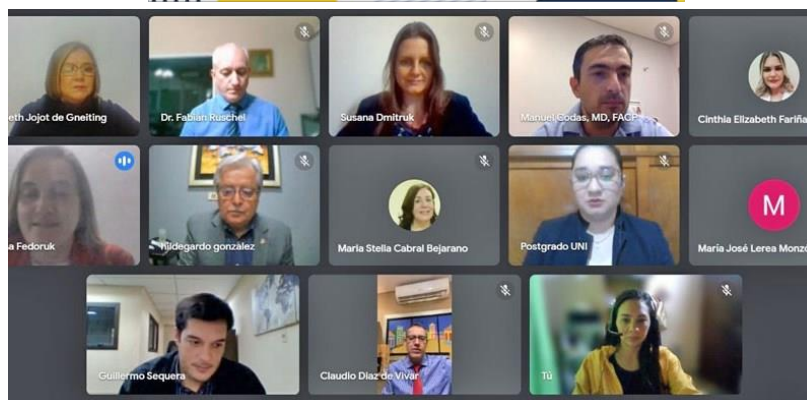 eth Jojot de Gneiting
Dr. Fabian Ruschel
Susana Dmitruk
Manuel Codas, MD, FACP
Cinthia Elizabeth Fariña
a Fedoruk
Hildegardo gonzález
Maria Stella Cabral Bejarano
Postgrado UNI
M
María José Lerea Monzo
Guillermo Sequera
Claudio Diaz de Vivar
Tú